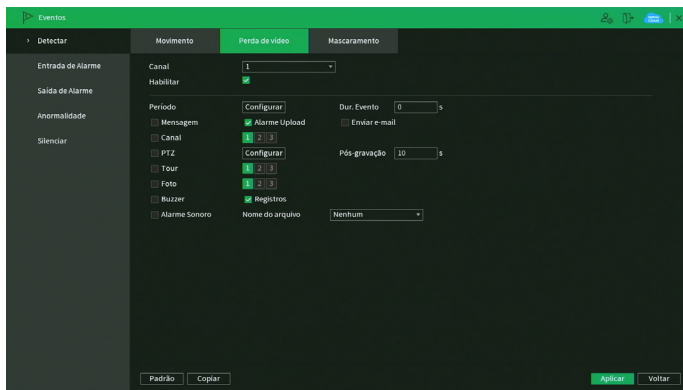 Eventos
Detectar
Entrada de Alarme
Saída de Alarme
Anormalidade
Silenciar
Movimento Perda de vídeo Mascaramento
Canal 1
Habilitar
Período Configurar Dur. Evento 0 s
Mensagem Alarme Upload Enviar e-mail
Canal 1 2 3
PTZ Configurar Pós-gravação 10 s
Tour 1 2 3
Foto 1 2 3
Buzzer Registros
Alarme Sonoro Nome do arquivo Nenhum
Padrão Copiar Aplicar Voltar